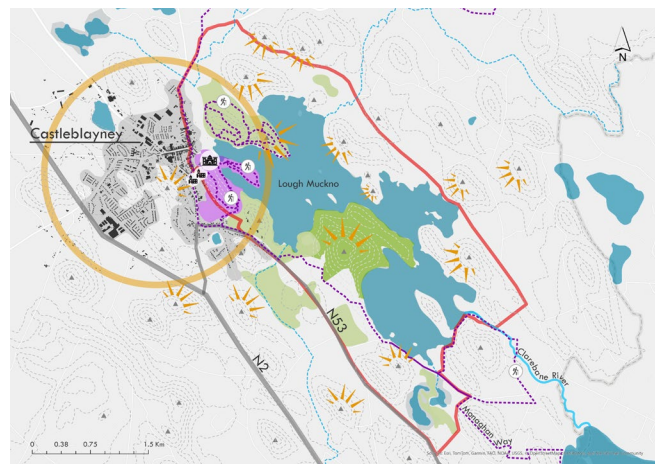 N
Castleblayney
Lough Muckno
N53
N2
Clarebane River
Monaghan Way
0 0.38 0.75 1.5 Km